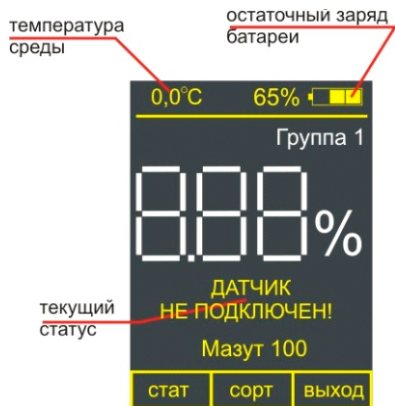 температура
среды
остаточный заряд
батареи
0,0°C 65%
Группа 1
8.88%
ДАТЧИК
НЕ ПОДКЛЮЧЕН!
текущий
статус
Мазут 100
стат сорт выход